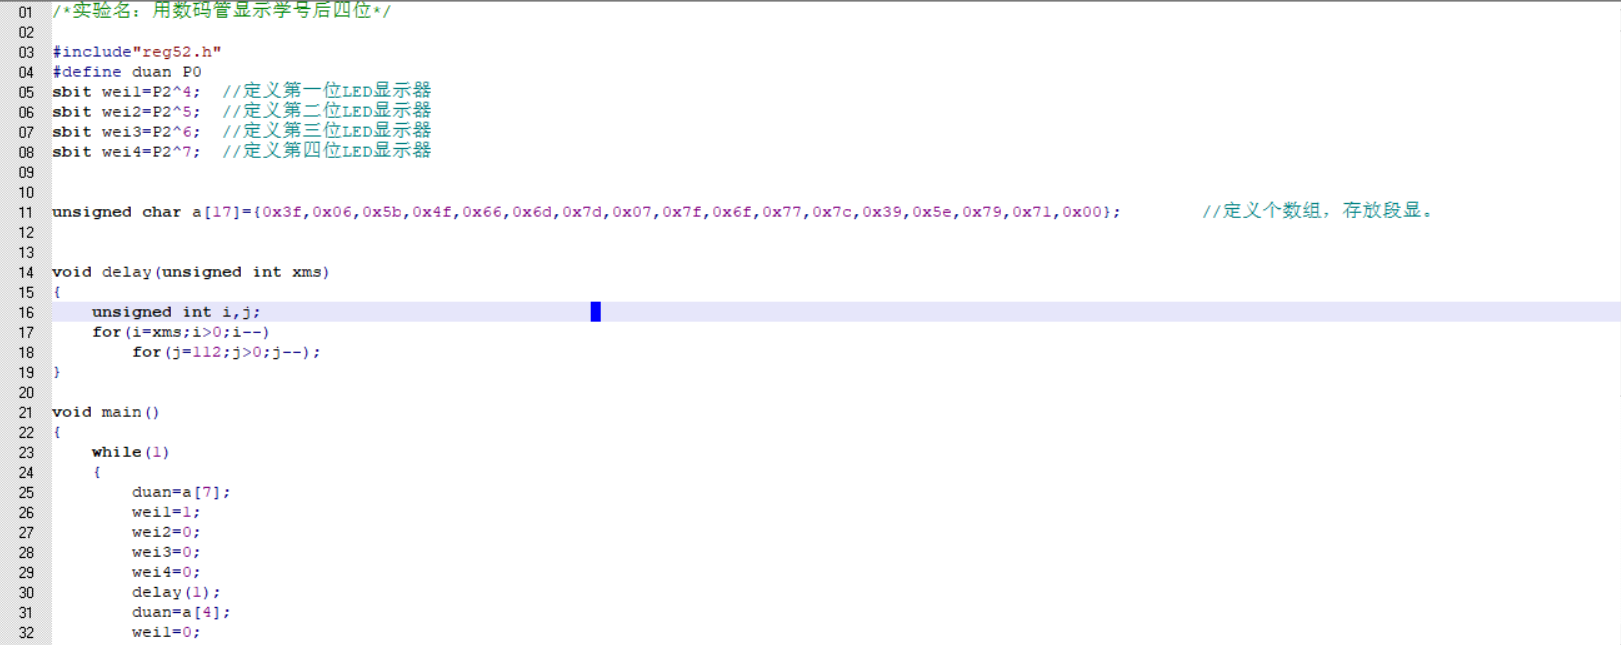 01 /*实验名：用数码管显示学号后四位*/
02
03 #include"reg52.h"
04 #define duan P0
05 sbit wei1=P2^4;  //定义第一位LED显示器
06 sbit wei2=P2^5;  //定义第二位LED显示器
07 sbit wei3=P2^6;  //定义第三位LED显示器
08 sbit wei4=P2^7;  //定义第四位LED显示器
09
10
11 unsigned char a[17]={0x3f,0x06,0x5b,0x4f,0x66,0x6d,0x7d,0x07,0x7f,0x6f,0x77,0x7c,0x39,0x5e,0x79,0x71,0x00};        //定义个数组，存放段显。
12
13
14 void delay(unsigned int xms)
15 {
16     unsigned int i,j;
17     for(i=xms;i>0;i--)
18         for(j=112;j>0;j--);
19 }
20
21 void main()
22 {
23     while(1)
24     {
25         duan=a[7];
26         wei1=1;
27         wei2=0;
28         wei3=0;
29         wei4=0;
30         delay(1);
31         duan=a[4];
32         wei1=0;